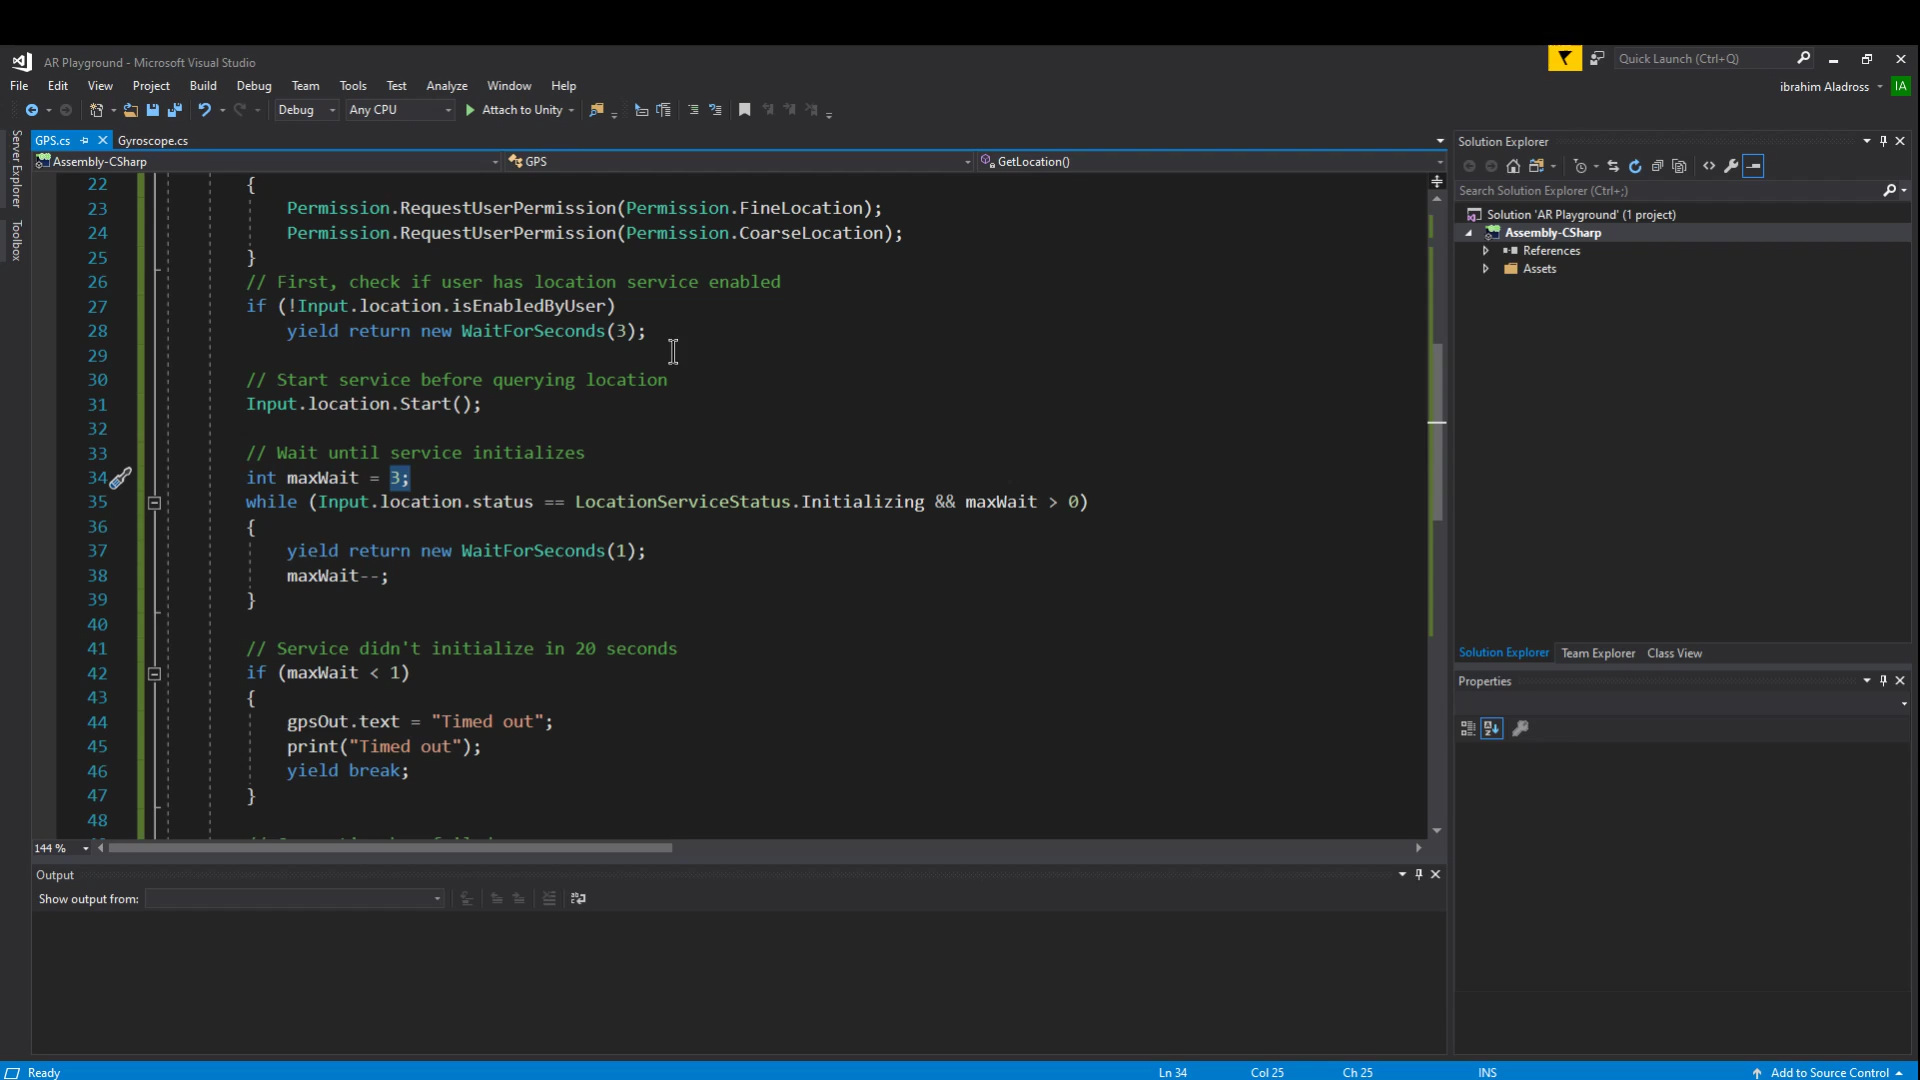 AR Playground - Microsoft Visual Studio
Quick Launch (Ctrl+Q)
File Edit View Project Build Debug Team Tools Test Analyze Window Help
ibrahim Aladross IA
Debug Any CPU Attach to Unity
Server Explorer
Toolbox
GPS.cs Gyroscope.cs
Assembly-CSharp GPS GetLocation()
22 {
23 Permission.RequestUserPermission(Permission.FineLocation);
24 Permission.RequestUserPermission(Permission.CoarseLocation);
25 }
26 // First, check if user has location service enabled
27 if (!Input.location.isEnabledByUser)
28 yield return new WaitForSeconds(3);
29
30 // Start service before querying location
31 Input.location.Start();
32
33 // Wait until service initializes
34 int maxWait = 3;
35 while (Input.location.status == LocationServiceStatus.Initializing && maxWait > 0)
36 {
37 yield return new WaitForSeconds(1);
38 maxWait--;
39 }
40
41 // Service didn't initialize in 20 seconds
42 if (maxWait < 1)
43 {
44 gpsOut.text = "Timed out";
45 print("Timed out");
46 yield break;
47 }
48
144 %
Output
Show output from:
Solution Explorer
Search Solution Explorer (Ctrl+;)
Solution 'AR Playground' (1 project)
Assembly-CSharp
References
Assets
Solution Explorer Team Explorer Class View
Properties
Ready Ln 34 Col 25 Ch 25 INS Add to Source Control